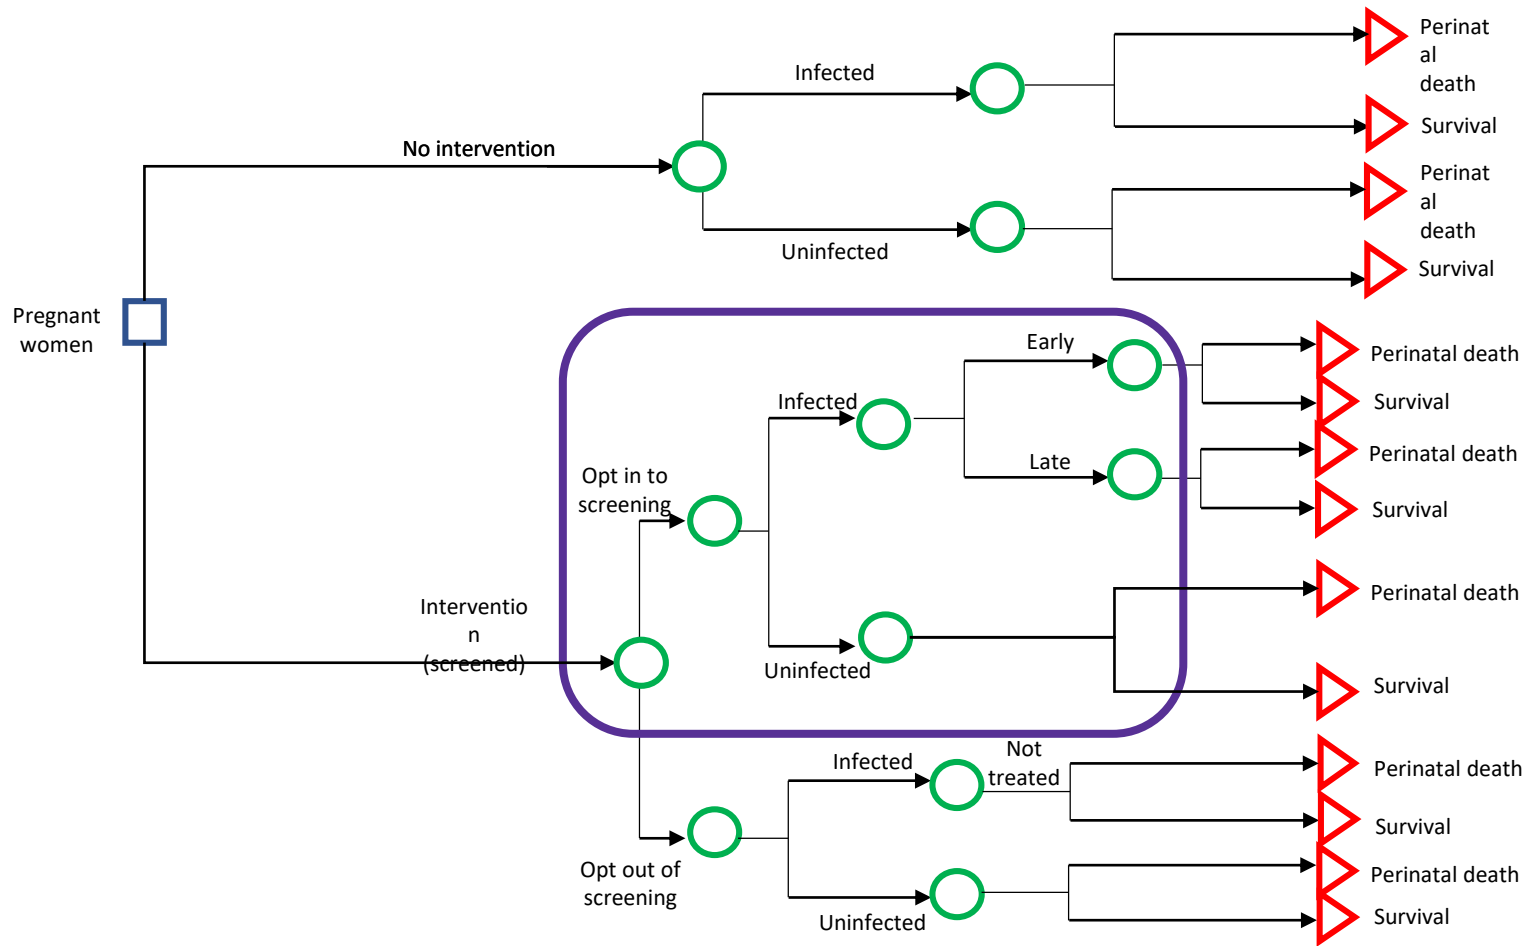 Perinat
al
death
Infected
Survival
No intervention
Perinat
al
death
Uninfected
Survival
Pregnant
women
Early
Perinatal death
Infected
Survival
Late
Perinatal death
Opt in to
screening
Survival
Interventio
n
(screened)
Perinatal death
Uninfected
Survival
Not
treated
Infected
Perinatal death
Survival
Opt out of
screening
Perinatal death
Uninfected
Survival